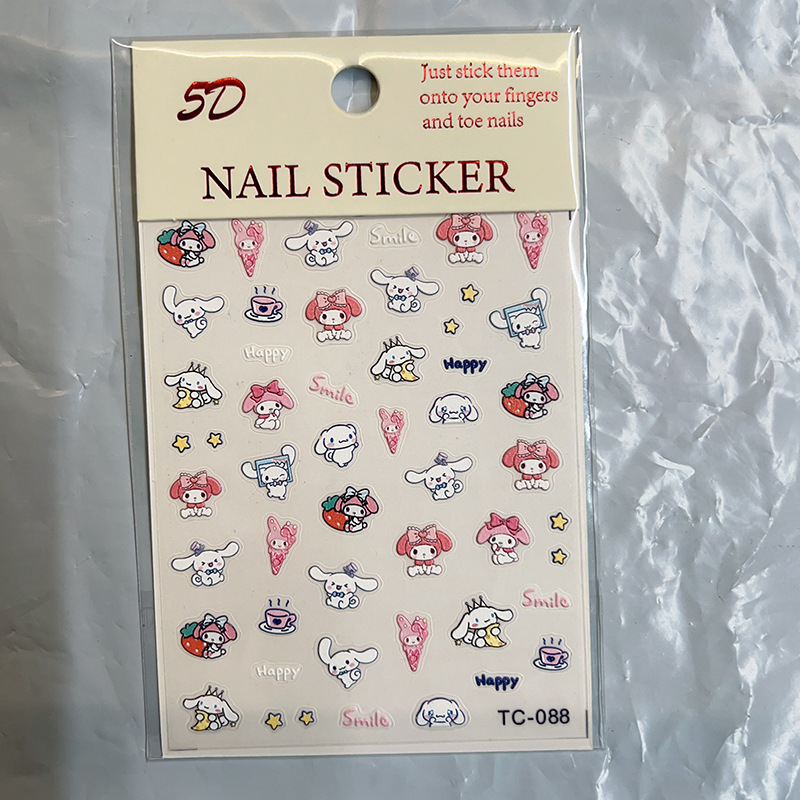 5D
Just stick them
onto your fingers
and toe nails
NAIL STICKER
Smile
Happy
Happy
Smile
Smile
Happy
Happy
Smile
TC-088